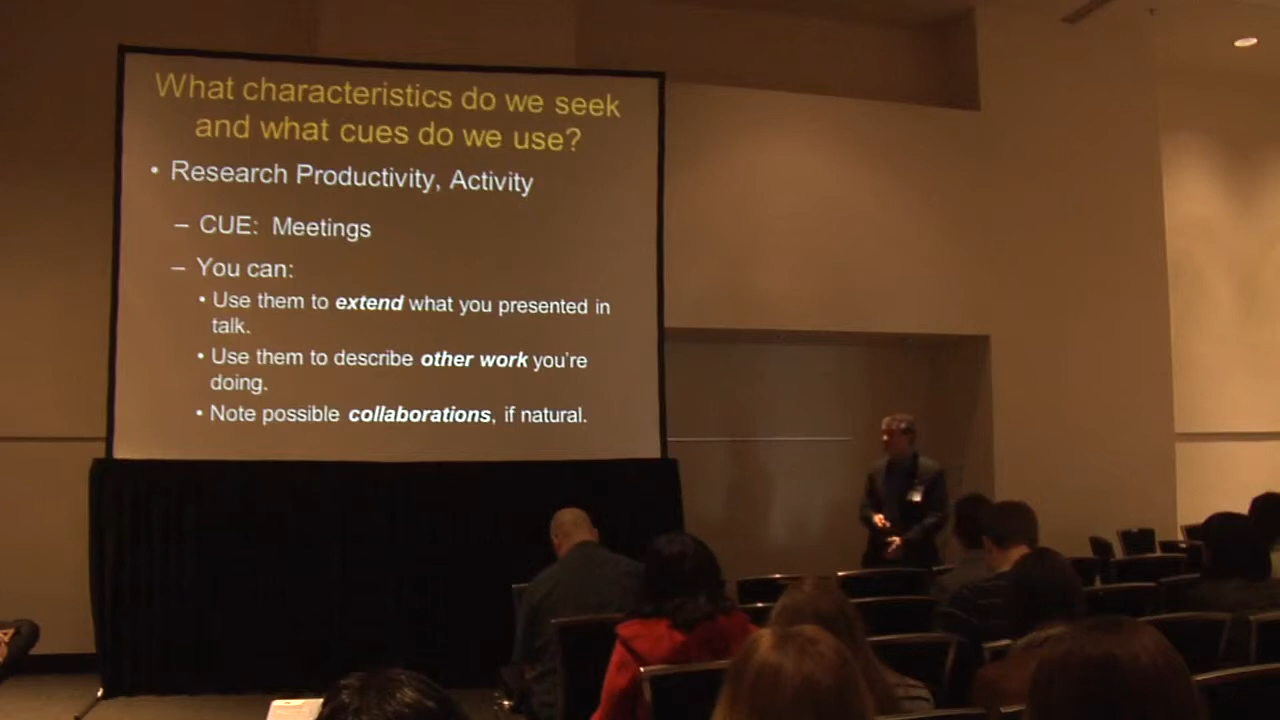 What characteristics do we seek
and what cues do we use?
• Research Productivity, Activity
– CUE: Meetings
– You can:
• Use them to extend what you presented in
talk.
• Use them to describe other work you're
doing.
• Note possible collaborations, if natural.